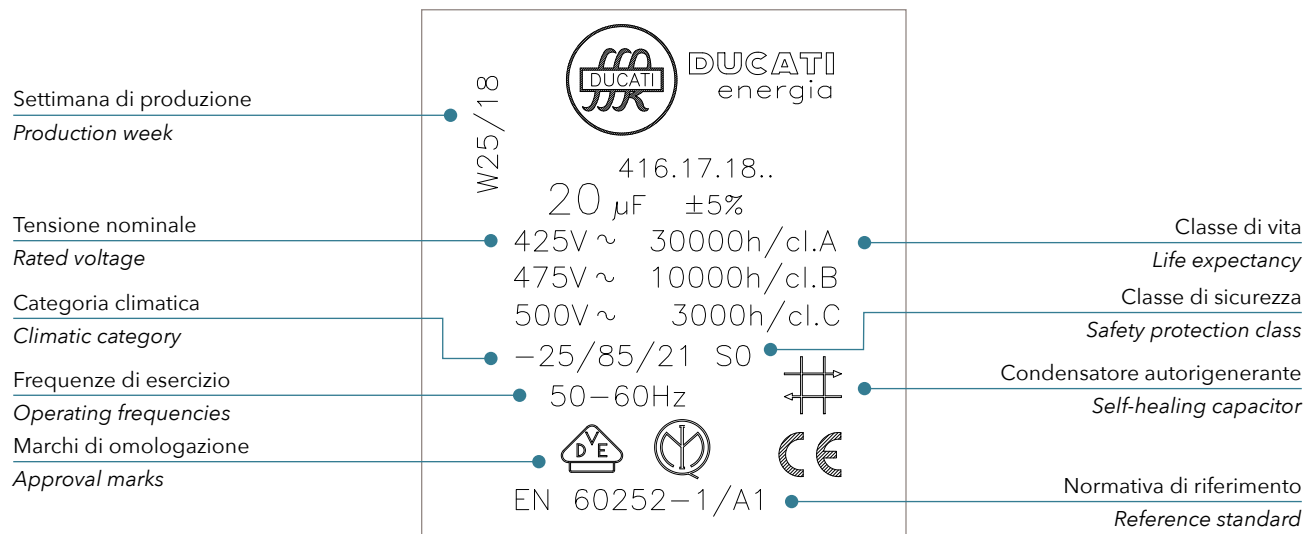 DUCATI
DUCATI
energia
W25/18
Settimana di produzione
Production week
416.17.18..
20 µF ±5%
Tensione nominale
Rated voltage
425V~ 30000h/cl.A
Classe di vita
Life expectancy
475V~ 10000h/cl.B
Categoria climatica
Climatic category
500V~ 3000h/cl.C
Classe di sicurezza
Safety protection class
-25/85/21 S0
Frequenze di esercizio
Operating frequencies
50-60Hz
Condensatore autorigenerante
Self-healing capacitor
Marchi di omologazione
Approval marks
DVE
CE
EN 60252-1/A1
Normativa di riferimento
Reference standard